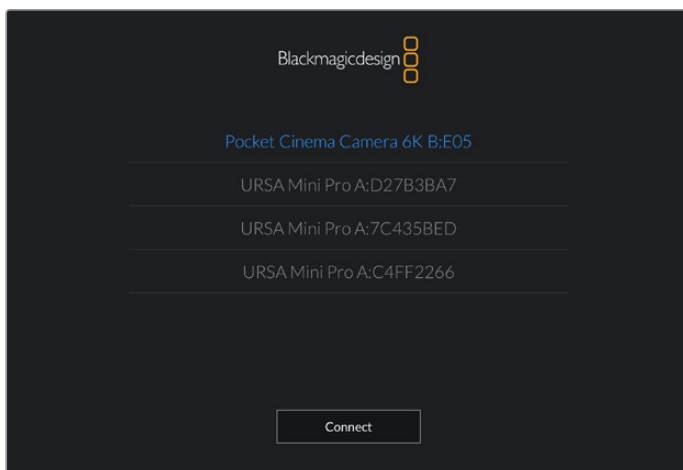 Blackmagicdesign
Pocket Cinema Camera 6K B:E05
URSA Mini Pro A:D27B3BA7
URSA Mini Pro A:7C435BED
URSA Mini Pro A:C4FF2266
Connect